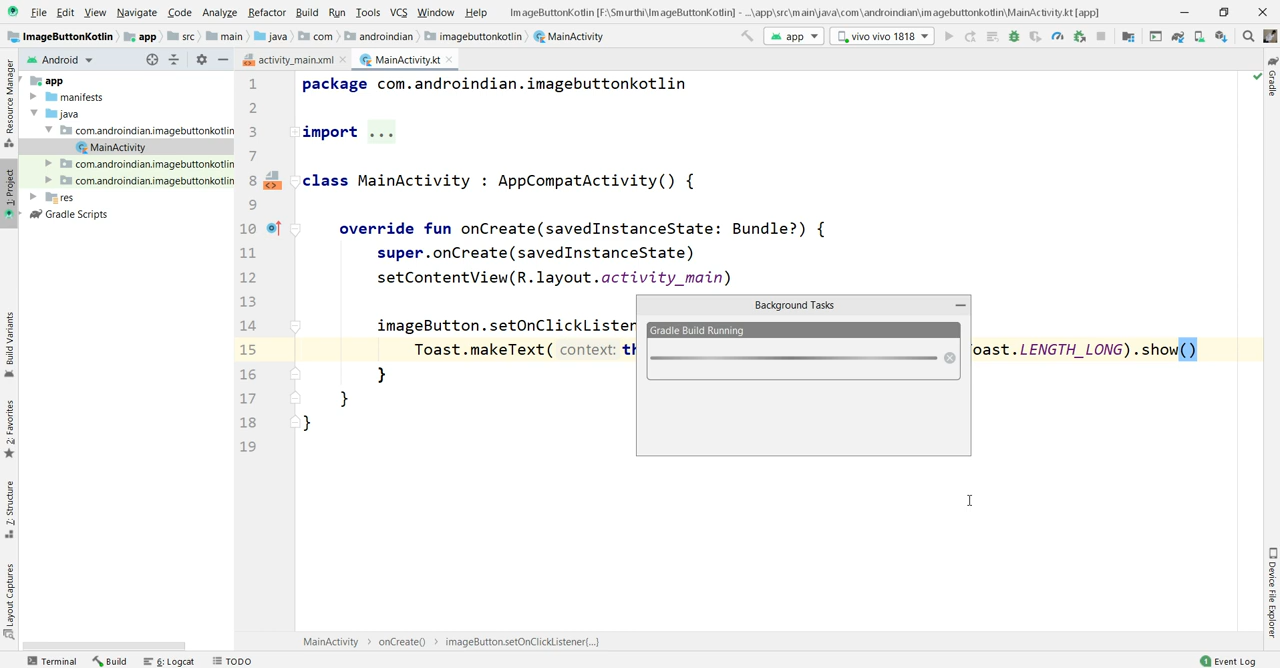 File Edit View Navigate Code Analyze Refactor Build Run Tools VCS Window Help ImageButtonKotlin [F:\Smurthi\ImageButtonKotlin] - ...\app\src\main\java\com\androindian\imagebuttonkotlin\MainActivity.kt [app]
ImageButtonKotlin app src main java com androindian imagebuttonkotlin MainActivity app vivo vivo 1818
Android activity_main.xml MainActivity.kt
app
manifests
java
com.androindian.imagebuttonkotlin
MainActivity
com.androindian.imagebuttonkotlin
com.androindian.imagebuttonkotlin
res
Gradle Scripts
Resource Manager
1: Project
Build Variants
2: Favorites
7: Structure
Layout Captures
1 package com.androindian.imagebuttonkotlin
2
3 import ...
7
8 class MainActivity : AppCompatActivity() {
9
10 override fun onCreate(savedInstanceState: Bundle?) {
11 super.onCreate(savedInstanceState)
12 setContentView(R.layout.activity_main)
13
14 imageButton.setOnClickListener
15 Toast.makeText( context: th oast.LENGTH_LONG).show()
16 }
17 }
18 }
19
Background Tasks
Gradle Build Running
Gradle
Device File Explorer
MainActivity › onCreate() › imageButton.setOnClickListener{...}
Terminal Build 6: Logcat TODO 1 Event Log